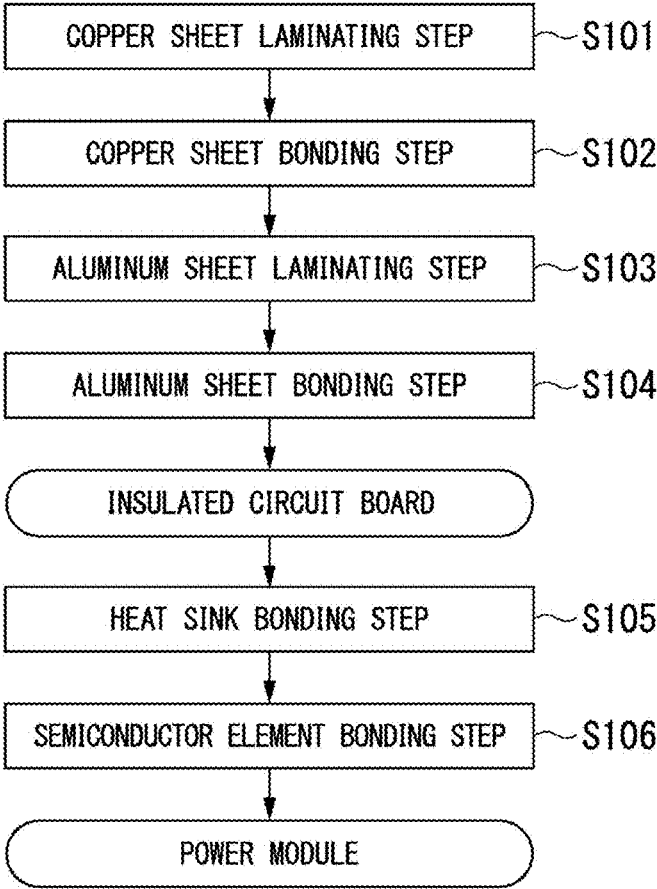 COPPER SHEET LAMINATING STEP S101
COPPER SHEET BONDING STEP S102
ALUMINUM SHEET LAMINATING STEP S103
ALUMINUM SHEET BONDING STEP S104
INSULATED CIRCUIT BOARD
HEAT SINK BONDING STEP S105
SEMICONDUCTOR ELEMENT BONDING STEP S106
POWER MODULE